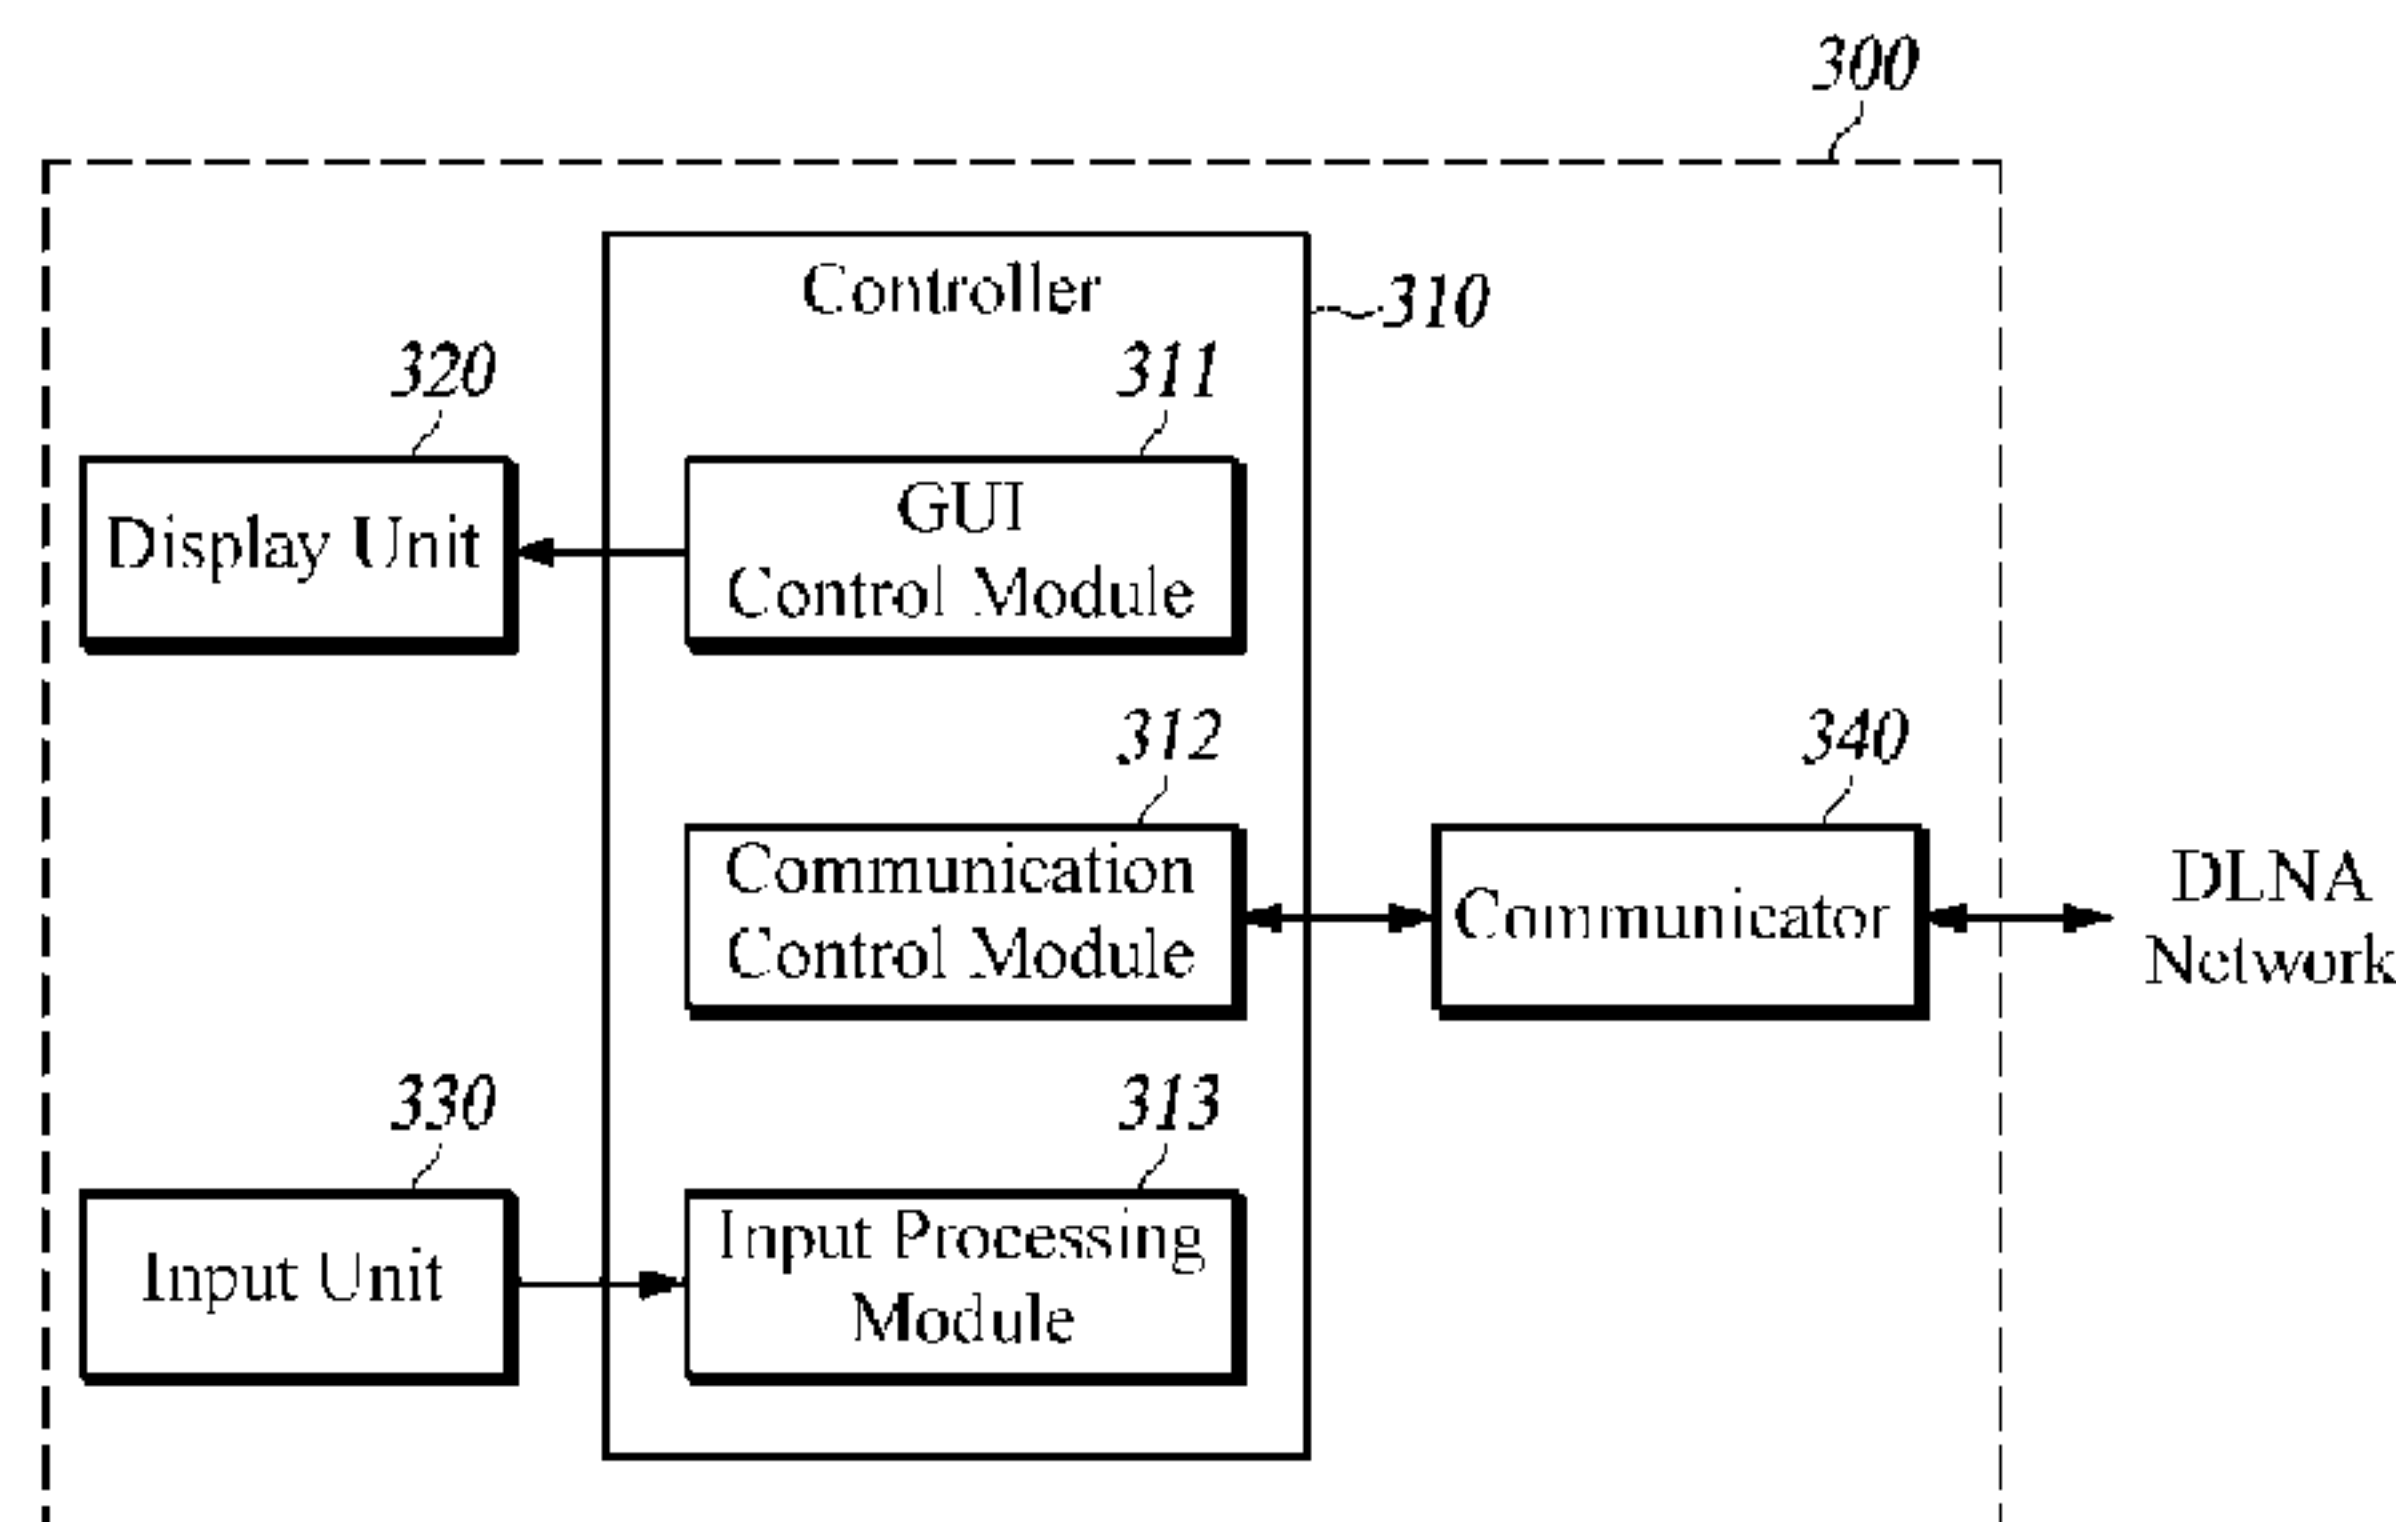 300
Controller
310
320
311
Display Unit
GUI
Control Module
312
340
Communication
Control Module
Communicator
DLNA
Network
330
313
Input Unit
Input Processing
Module